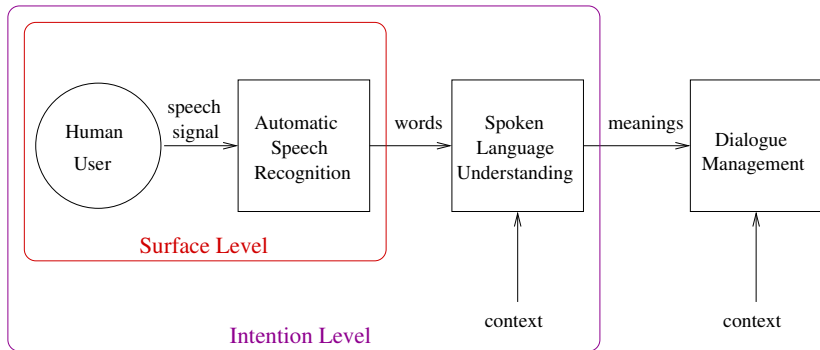 Human
User
speech
signal
Automatic
Speech
Recognition
words
Spoken
Language
Understanding
meanings
Dialogue
Management
Surface Level
context
context
Intention Level